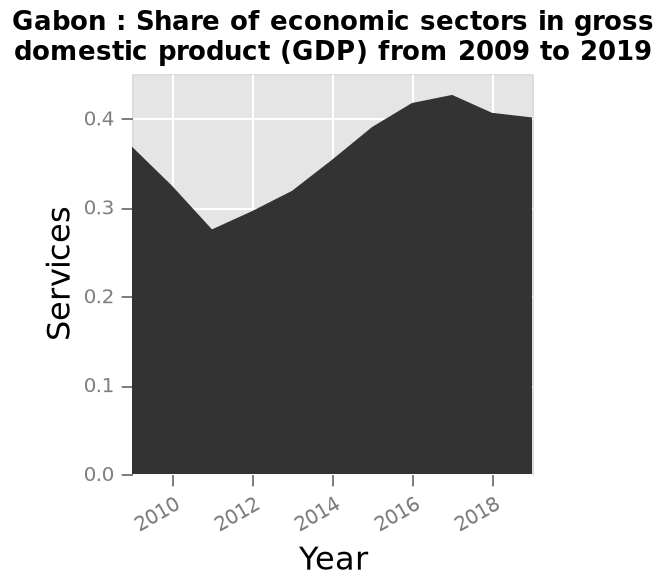 Gabon : Share of economic sectors in gross
domestic product (GDP) from 2009 to 2019
0.4
0.3
0.2
0.1
0.0
Services
2010
2012
2014
2016
2018
Year